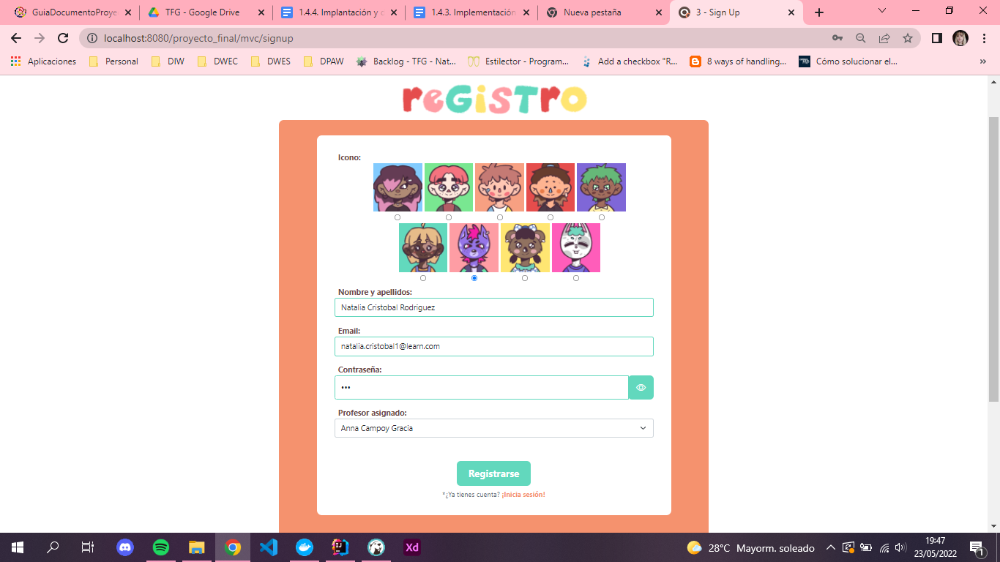 GuiaDocumentoProye
TFG - Google Drive
1.4.4. Implantación y
1.4.3. Implementación
Nueva pestaña
3 - Sign Up
localhost:8080/proyecto_final/mvc/signup
Aplicaciones
Personal
DIW
DWEC
DWES
DPAW
Backlog - TFG - Nat...
Estilector - Program...
Add a checkbox "R...
8 ways of handling...
Cómo solucionar el...
»
reGiSTrO
Icono:
Nombre y apellidos:
Natalia Cristobal Rodriguez
Email:
natalia.cristobal1@learn.com
Contraseña:
•••
Profesor asignado:
Anna Campoy Gracia
Registrarse
*¿Ya tienes cuenta? ¡Inicia sesión!
Xd
28°C Mayorm. soleado
19:47
23/05/2022
1